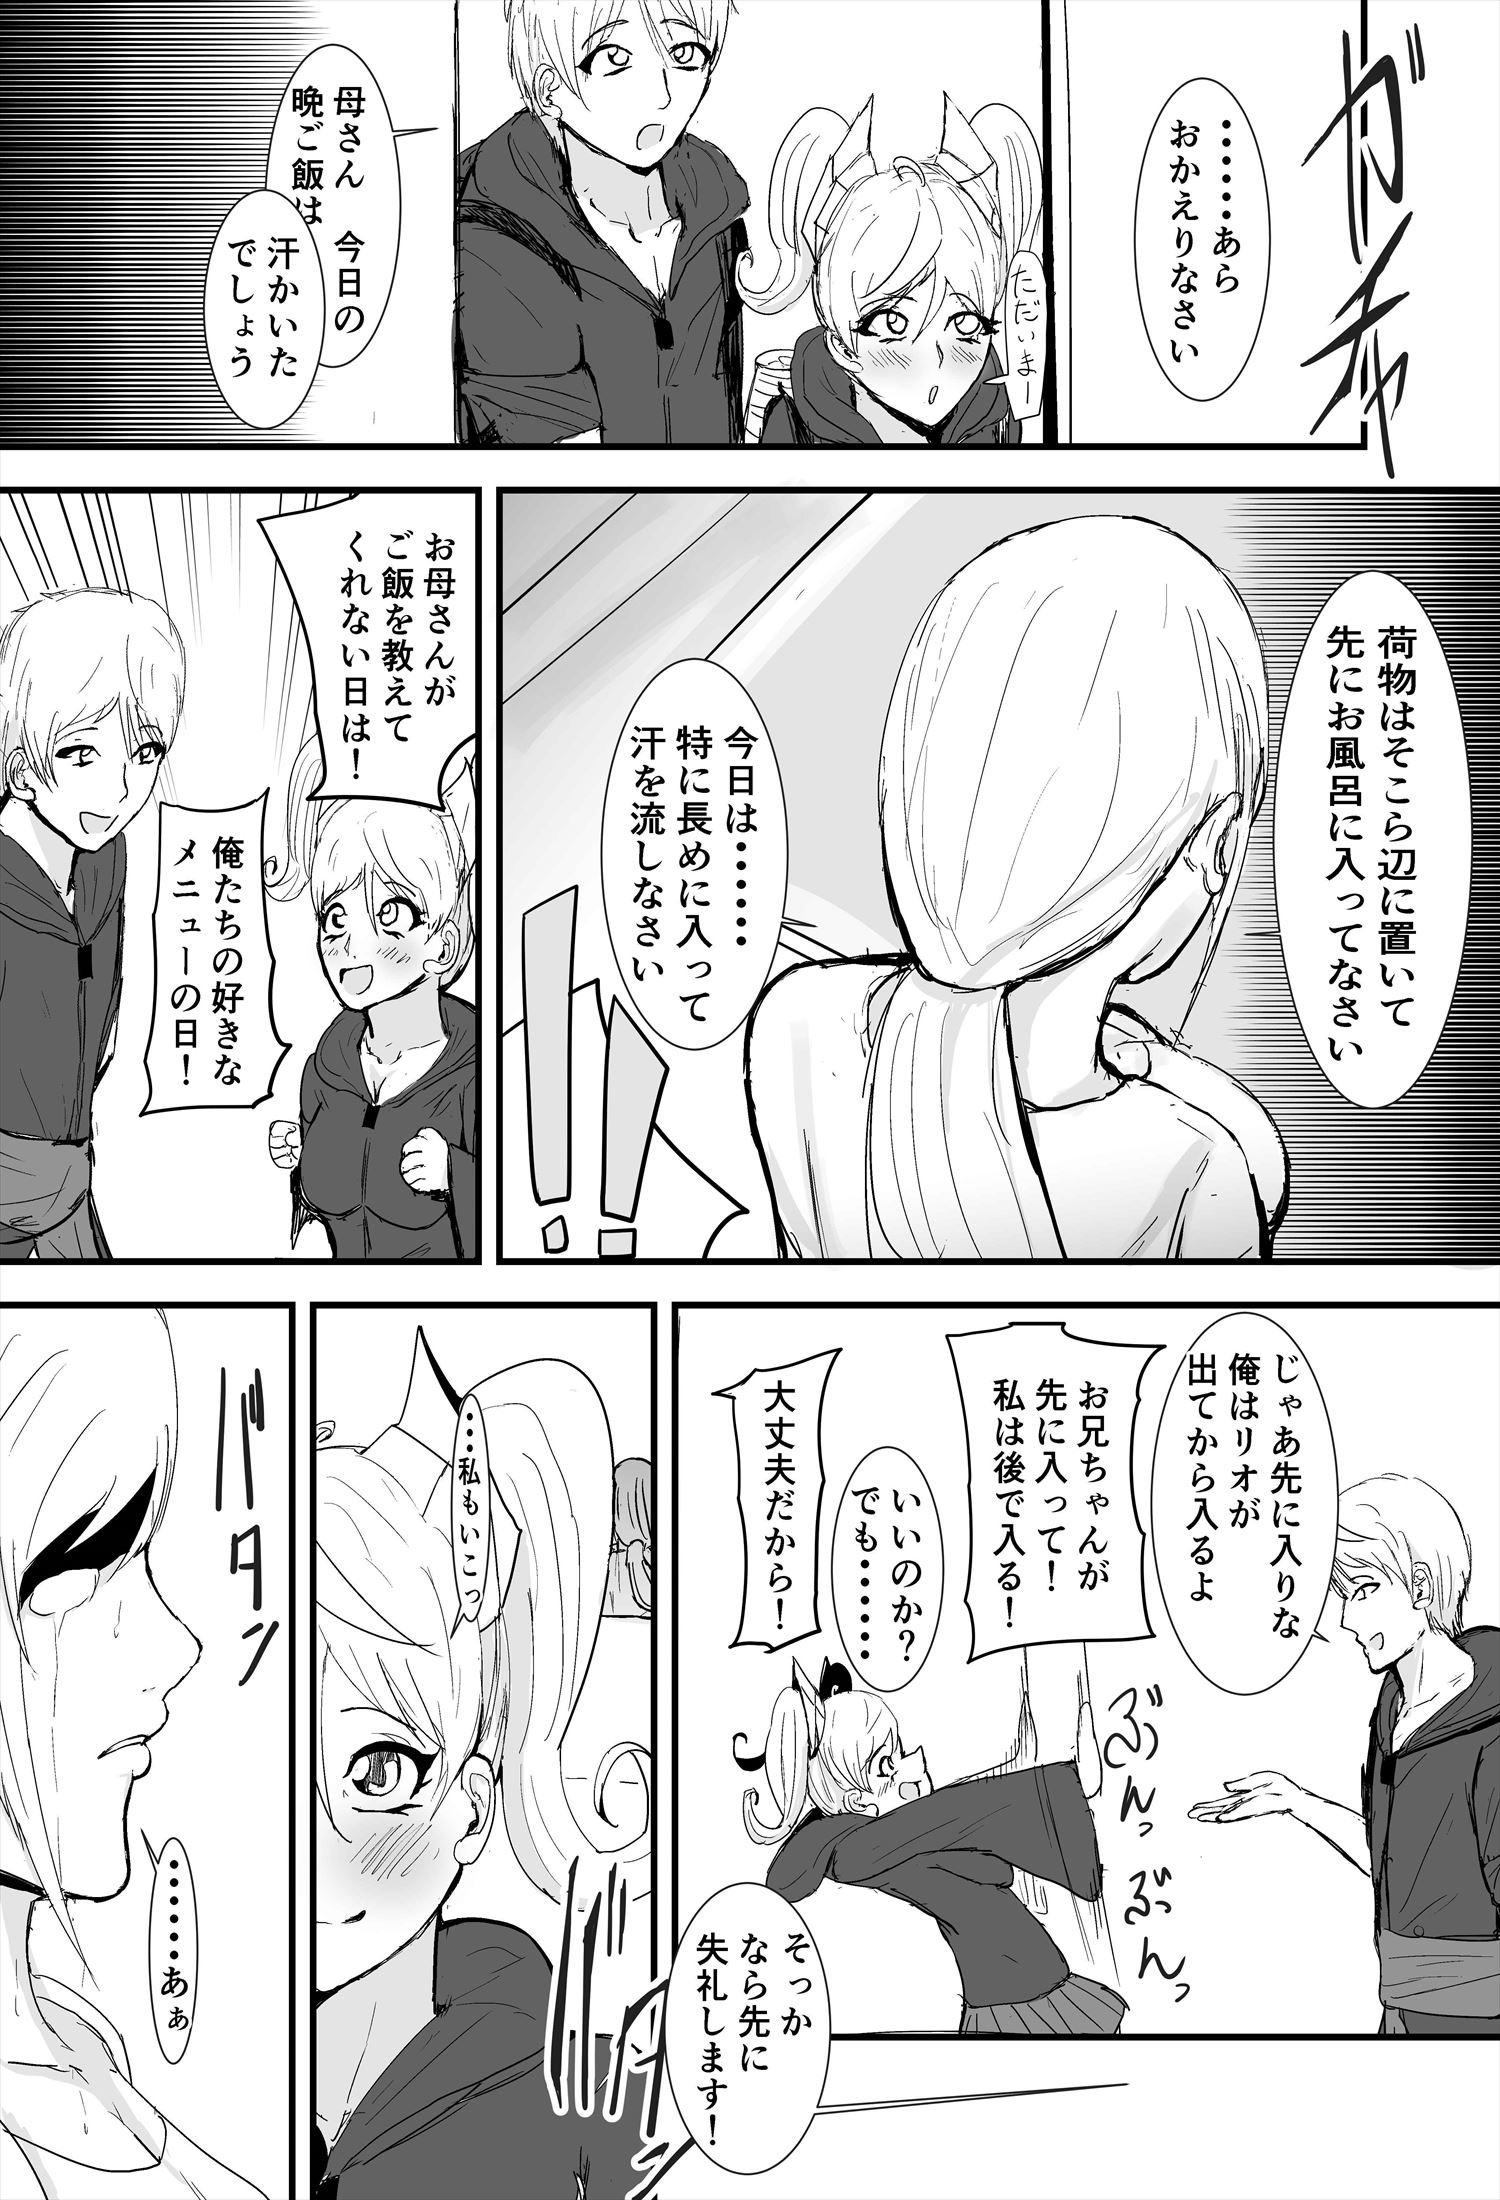 ガチャ
・・・・・・あら
おかえりなさい
ただいまー
母さん　今日の
晩ご飯は
汗かいた
でしょう
荷物はそこら辺に置いて
先にお風呂に入ってなさい
今日は・・・・・・
特に長めに入って
汗を流しなさい
!!
お母さんが
ご飯を教えて
くれない日は！
俺たちの好きな
メニューの日！
じゃあ先に入りな
俺はリオが
出てから入るよ
お兄ちゃんが
先に入って！
私は後で入る！
いいのか？
でも・・・・・・
大丈夫だから！
ぶんっ
ぶんっ
そっか
なら先に
失礼します！
・・・・私もいこっ
バタン
・・・・・・あぁ